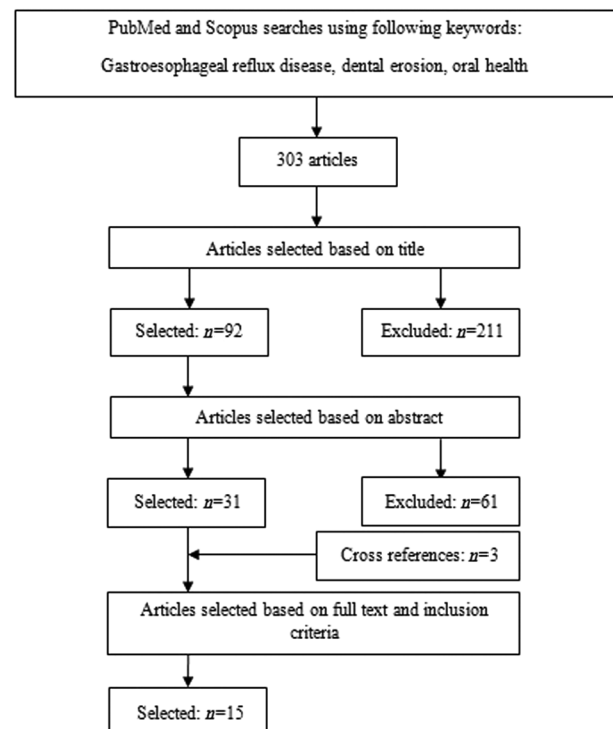 PubMed and Scopus searches using following keywords:
Gastroesophageal reflux disease, dental erosion, oral health
303 articles
Articles selected based on title
Selected: n=92
Excluded: n=211
Articles selected based on abstract
Selected: n=31
Excluded: n=61
Cross references: n=3
Articles selected based on full text and inclusion
criteria
Selected: n=15